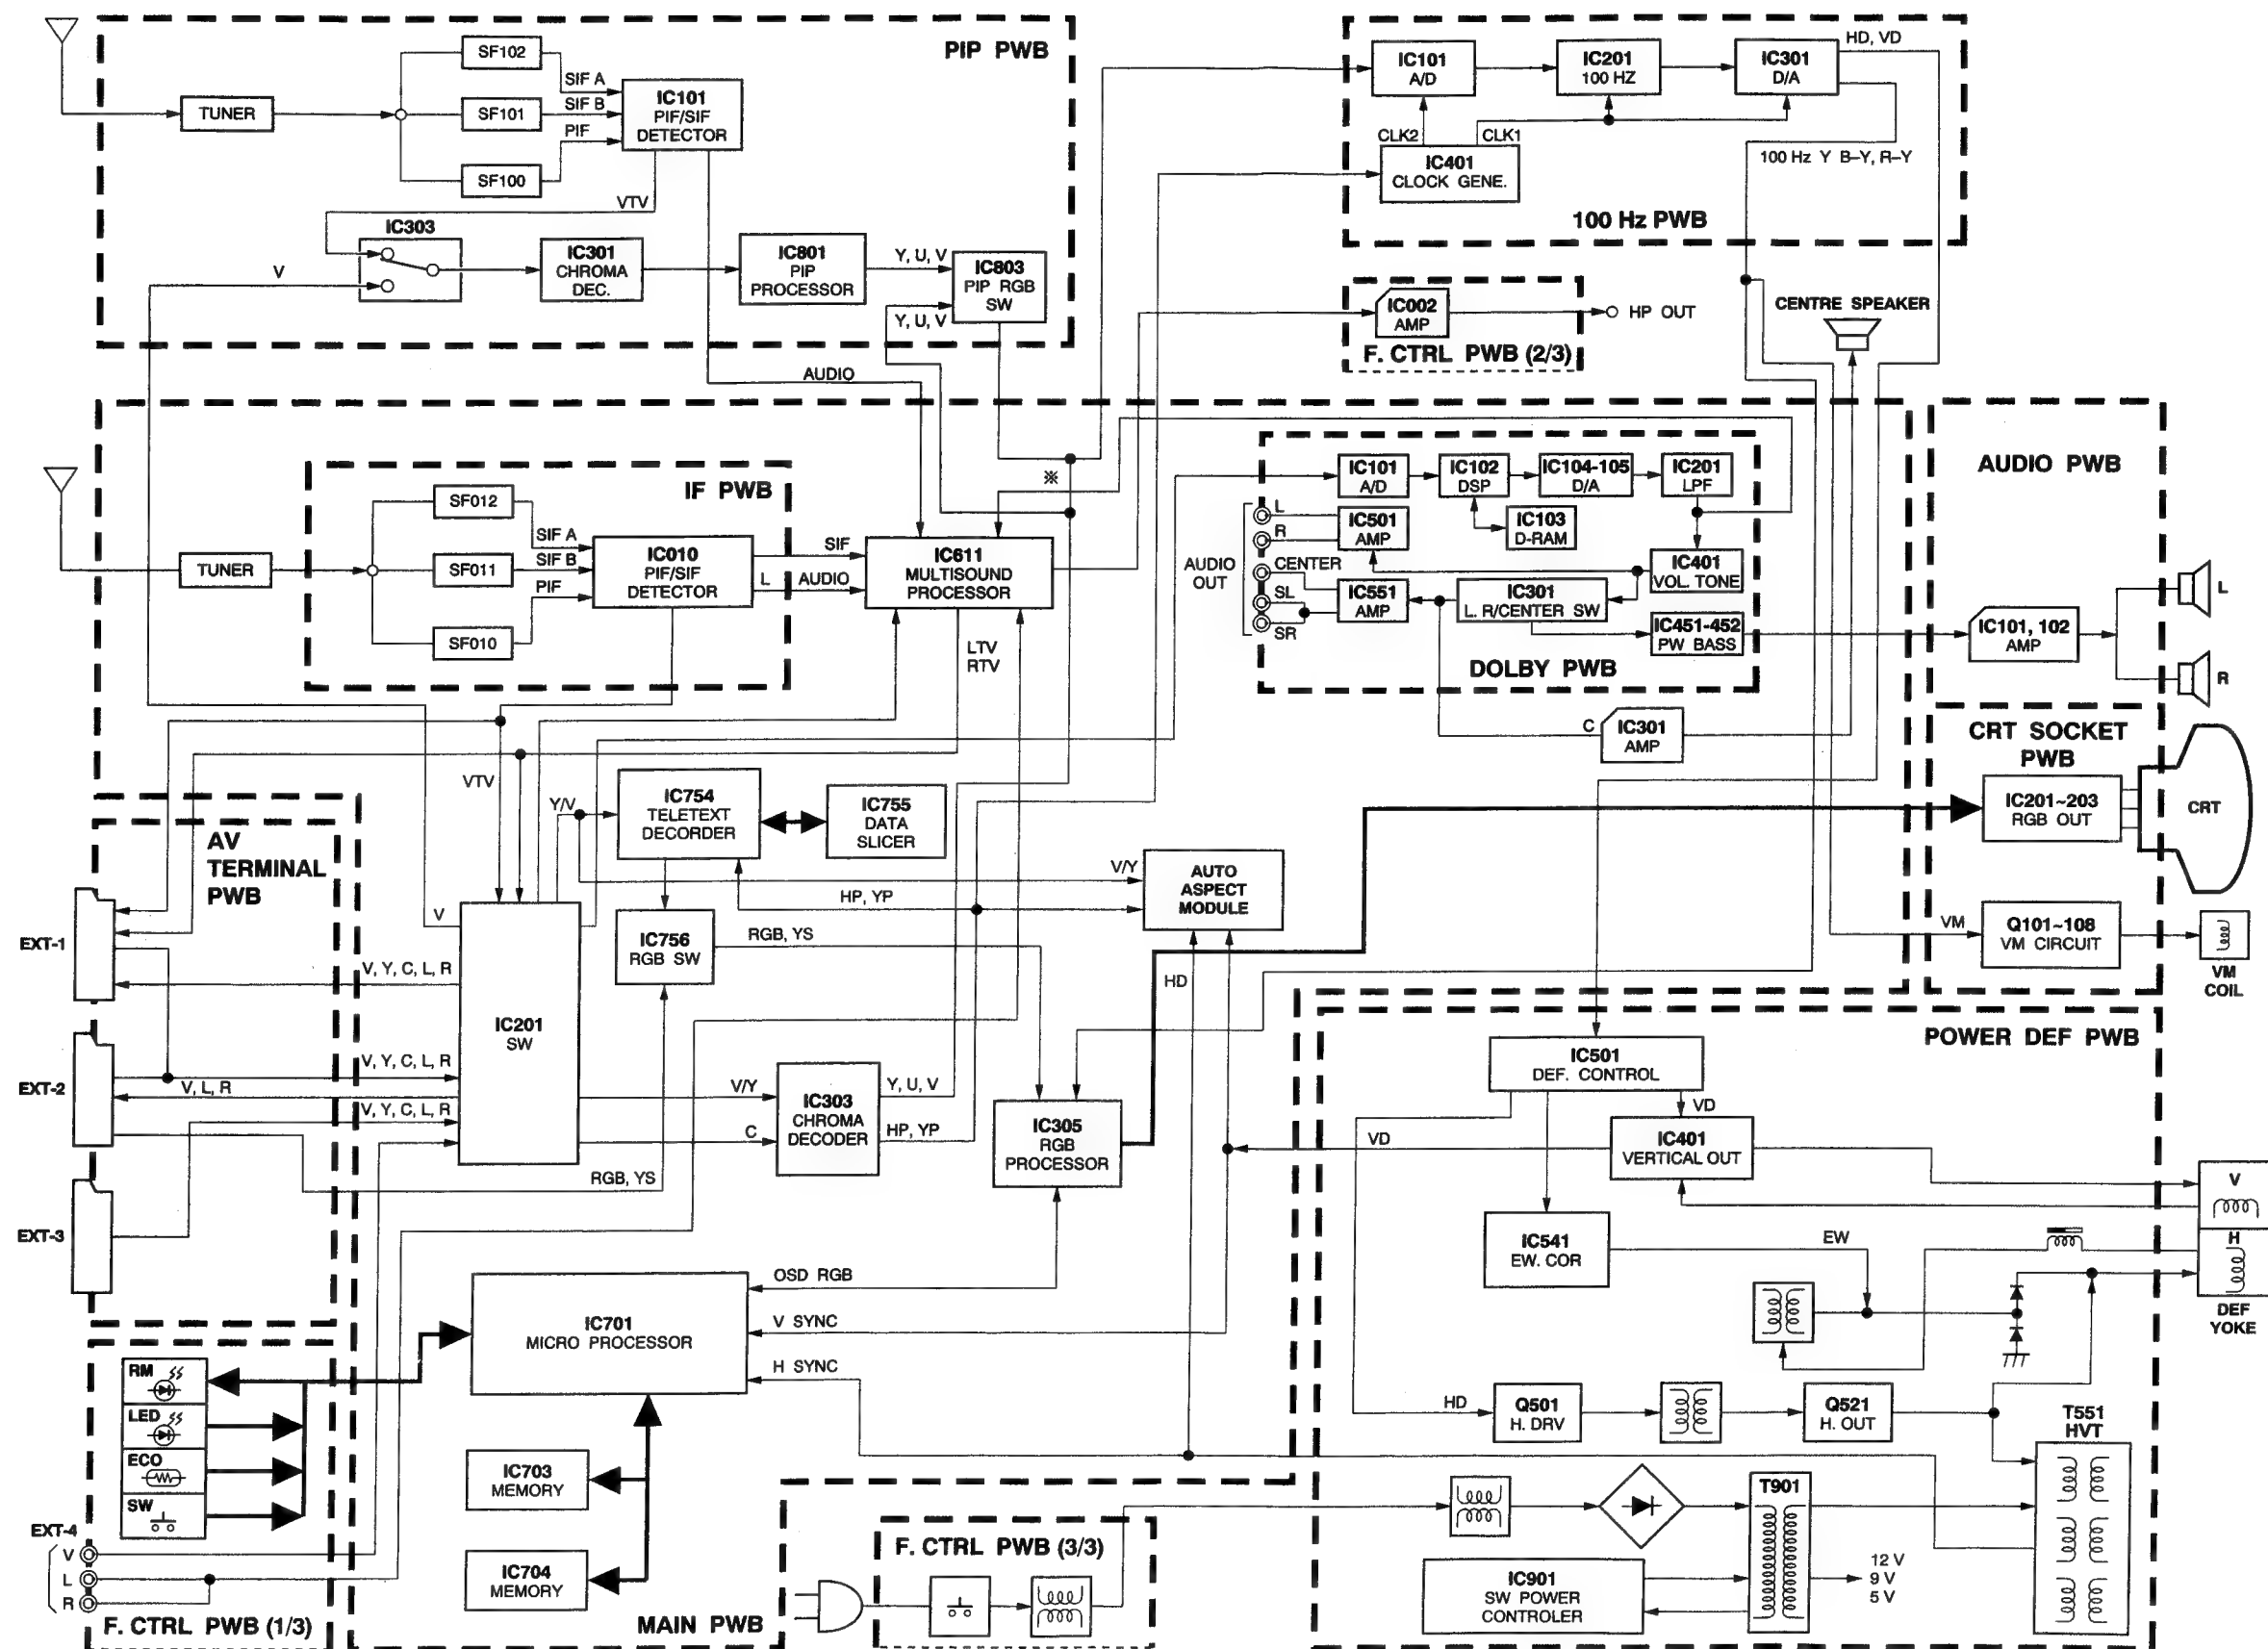 PIP PWB
SF102
SIF A
TUNER
SF101
SIF B
PIF
SF100
IC101
PIF/SIF
DETECTOR
VTV
IC303
V
IC301
CHROMA
DEC.
IC801
PIP
PROCESSOR
Y, U, V
Y, U, V
IC803
PIP RGB
SW
AUDIO
IC101
A/D
IC201
100 HZ
IC301
D/A
HD, VD
CLK2
CLK1
IC401
CLOCK GENE.
100 Hz Y B–Y, R–Y
100 Hz PWB
IC002
AMP
HP OUT
F. CTRL PWB (2/3)
CENTRE SPEAKER
IF PWB
SF012
SIF A
TUNER
SF011
SIF B
PIF
SF010
IC010
PIF/SIF
DETECTOR
SIF
L AUDIO
※
IC611
MULTISOUND
PROCESSOR
LTV
RTV
IC101
A/D
IC102
DSP
IC104-105
D/A
IC201
LPF
IC103
D-RAM
IC501
AMP
L
R
AUDIO
OUT
CENTER
SL
SR
IC551
AMP
IC301
L. R/CENTER SW
IC401
VOL. TONE
IC451-452
PW BASS
DOLBY PWB
C
IC301
AMP
AUDIO PWB
IC101, 102
AMP
L
R
CRT SOCKET
PWB
IC201~203
RGB OUT
CRT
VM
Q101~108
VM CIRCUIT
VM
COIL
AV
TERMINAL
PWB
EXT-1
EXT-2
EXT-3
V, Y, C, L, R
V, Y, C, L, R
V, L, R
V, Y, C, L, R
VTV
V
Y/V
IC201
SW
IC754
TELETEXT
DECORDER
IC755
DATA
SLICER
HP, YP
V/Y
AUTO
ASPECT
MODULE
IC756
RGB SW
RGB, YS
HD
V/Y
C
IC303
CHROMA
DECODER
Y, U, V
HP, YP
RGB, YS
IC305
RGB
PROCESSOR
OSD RGB
V SYNC
H SYNC
IC701
MICRO PROCESSOR
IC703
MEMORY
IC704
MEMORY
MAIN PWB
RM
LED
ECO
SW
EXT-4
V
L
R
F. CTRL PWB (1/3)
F. CTRL PWB (3/3)
POWER DEF PWB
IC501
DEF. CONTROL
VD
IC401
VERTICAL OUT
VD
IC541
EW. COR
EW
V
H
DEF
YOKE
HD
Q501
H. DRV
Q521
H. OUT
T551
HVT
T901
IC901
SW POWER
CONTROLER
12 V
9 V
5 V